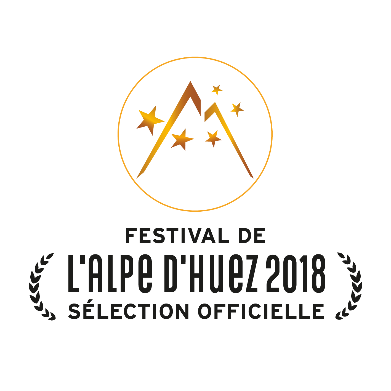 FESTIVAL DE
L'ALPE D'HUEZ 2018
SÉLECTION OFFICIELLE